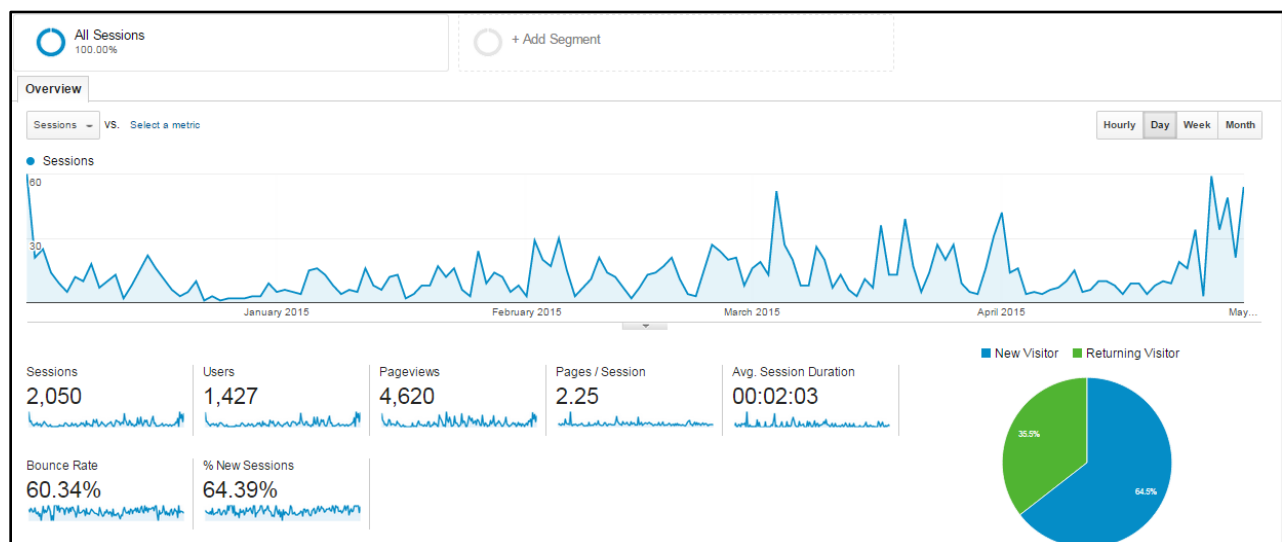 All Sessions
100.00%
+ Add Segment
Overview
Sessions VS. Select a metric
Hourly Day Week Month
Sessions
60
30
January 2015 February 2015 March 2015 April 2015 May...
New Visitor Returning Visitor
Sessions Users Pageviews Pages / Session Avg. Session Duration
2,050 1,427 4,620 2.25 00:02:03
35.5%
64.5%
Bounce Rate % New Sessions
60.34% 64.39%